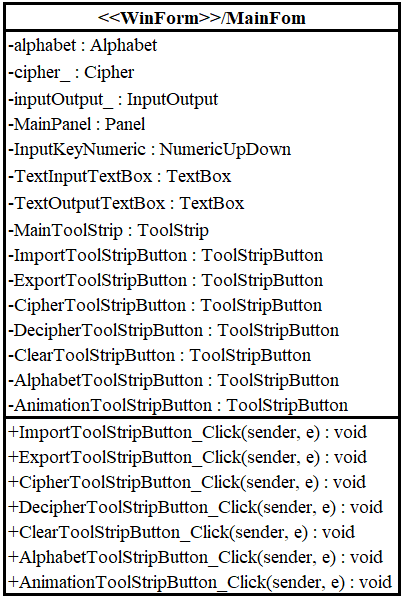 <<WinForm>>/MainFom
-alphabet : Alphabet
-cipher_ : Cipher
-inputOutput_ : InputOutput
-MainPanel : Panel
-InputKeyNumeric : NumericUpDown
-TextInputTextBox : TextBox
-TextOutputTextBox : TextBox
-MainToolStrip : ToolStrip
-ImportToolStripButton : ToolStripButton
-ExportToolStripButton : ToolStripButton
-CipherToolStripButton : ToolStripButton
-DecipherToolStripButton : ToolStripButton
-ClearToolStripButton : ToolStripButton
-AlphabetToolStripButton : ToolStripButton
-AnimationToolStripButton : ToolStripButton
+ImportToolStripButton_Click(sender, e) : void
+ExportToolStripButton_Click(sender, e) : void
+CipherToolStripButton_Click(sender, e) : void
+DecipherToolStripButton_Click(sender, e) : void
+ClearToolStripButton_Click(sender, e) : void
+AlphabetToolStripButton_Click(sender, e) : void
+AnimationToolStripButton_Click(sender, e) : void